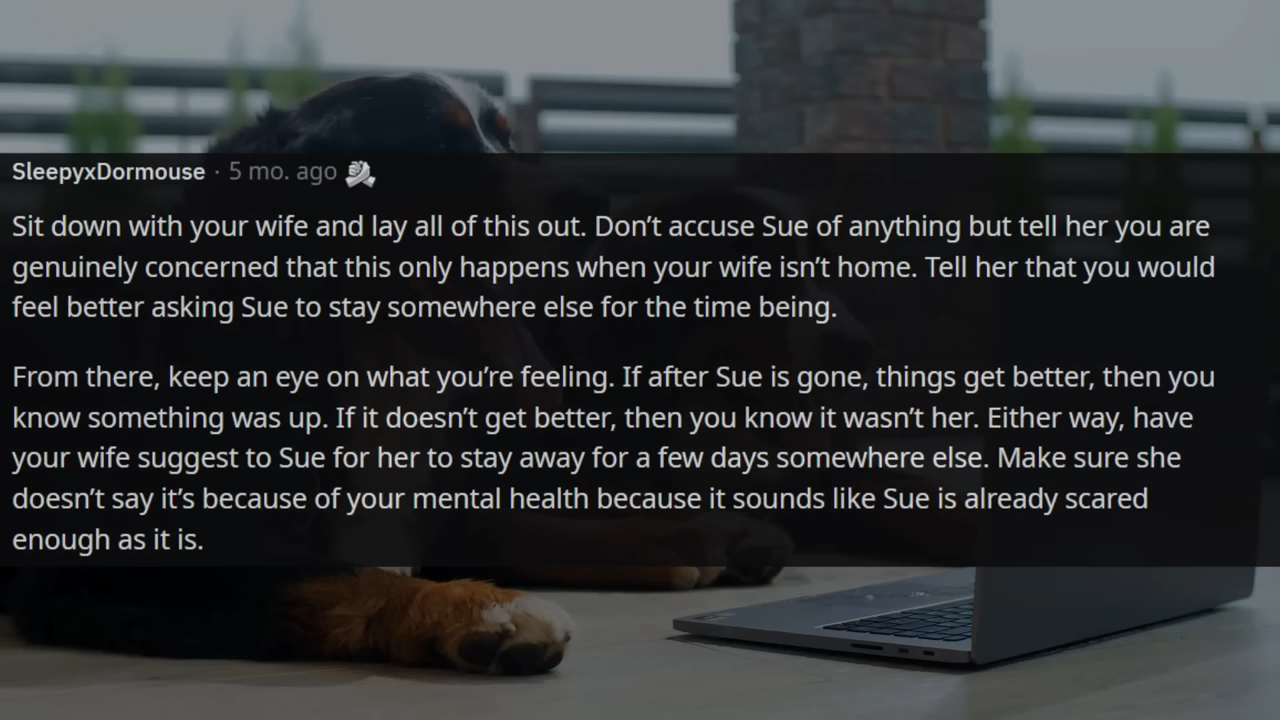 SleepyxDormouse · 5 mo. ago
Sit down with your wife and lay all of this out. Don’t accuse Sue of anything but tell her you are
genuinely concerned that this only happens when your wife isn’t home. Tell her that you would
feel better asking Sue to stay somewhere else for the time being.
From there, keep an eye on what you’re feeling. If after Sue is gone, things get better, then you
know something was up. If it doesn’t get better, then you know it wasn’t her. Either way, have
your wife suggest to Sue for her to stay away for a few days somewhere else. Make sure she
doesn’t say it’s because of your mental health because it sounds like Sue is already scared
enough as it is.